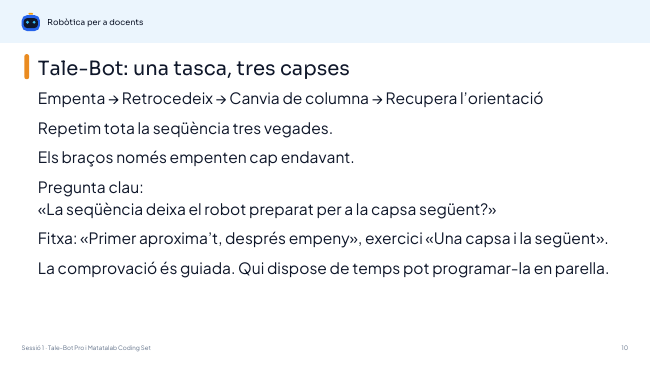 Robòtica per a docents
Tale-Bot: una tasca, tres capses
Empenta → Retrocedeix → Canvia de columna → Recupera l’orientació
Repetim tota la seqüència tres vegades.
Els braços només empenten cap endavant.
Pregunta clau:
«La seqüència deixa el robot preparat per a la capsa següent?»
Fitxa: «Primer aproxima’t, després empeny», exercici «Una capsa i la següent».
La comprovació és guiada. Qui dispose de temps pot programar-la en parella.
Sessió 1 · Tale-Bot Pro i Matatalab Coding Set
10